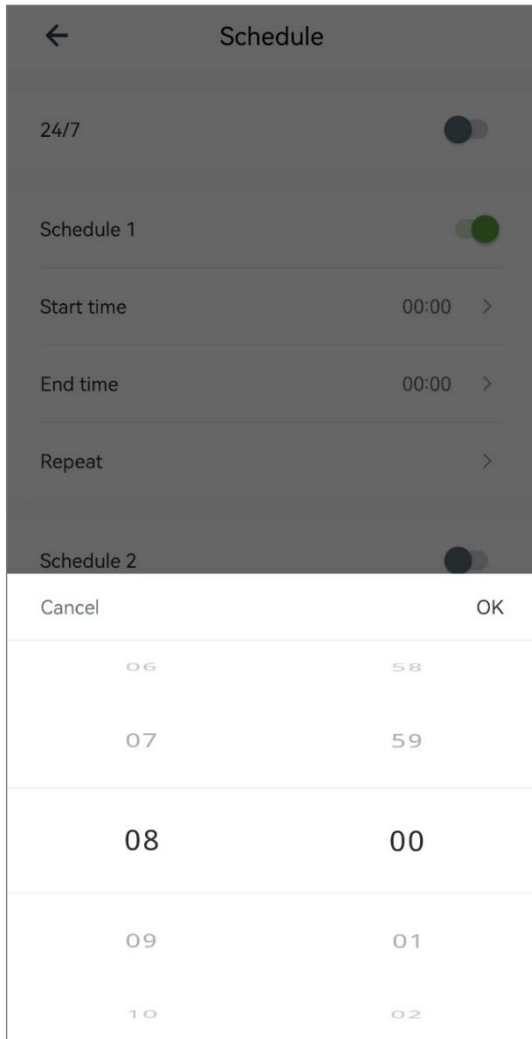 Schedule
24/7
Schedule 1
Start time 00:00
End time 00:00
Repeat
Schedule 2
Cancel OK
06 58
07 59
08 00
09 01
10 02